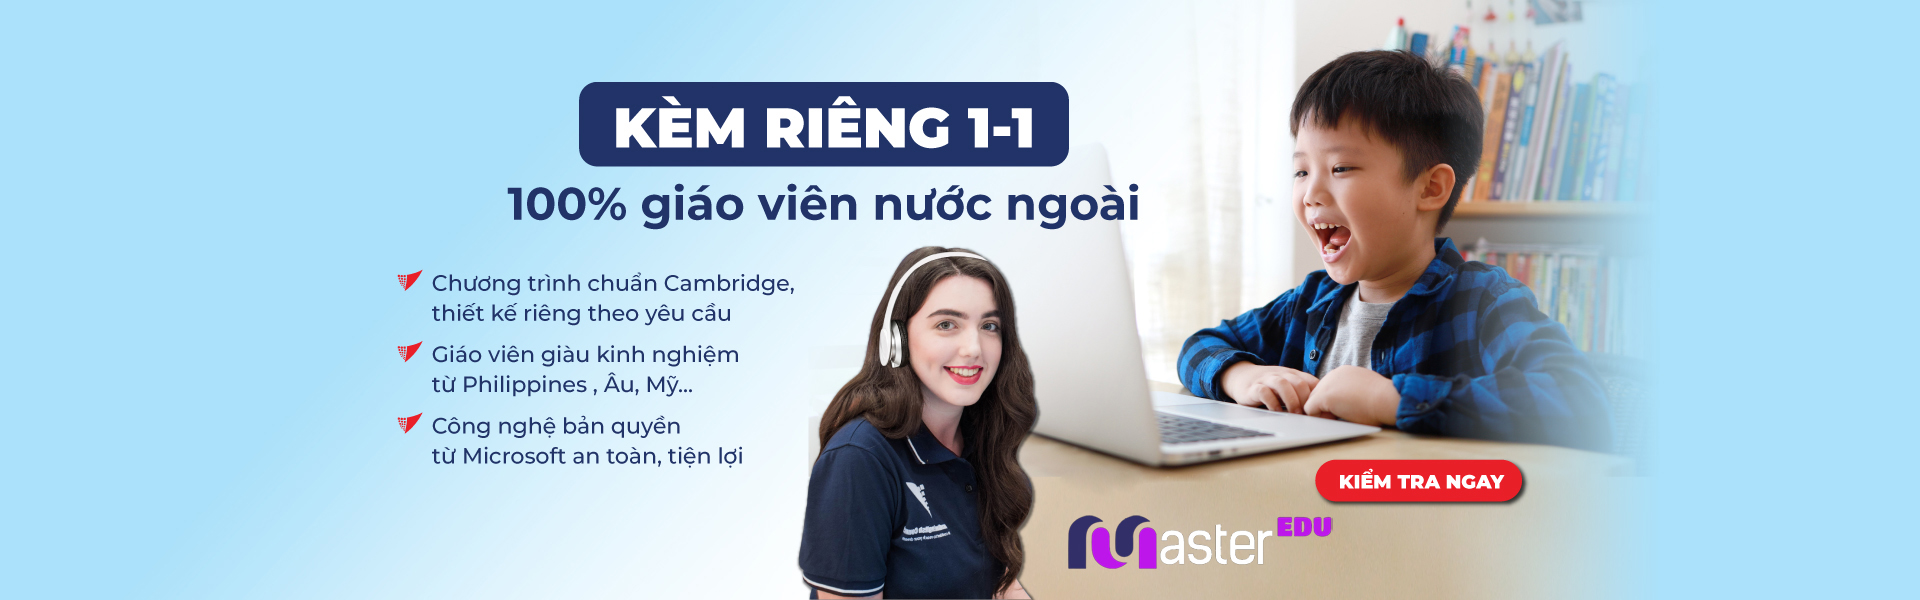 KÈM RIÊNG 1-1
100% giáo viên nước ngoài
Chương trình chuẩn Cambridge,
thiết kế riêng theo yêu cầu
Giáo viên giàu kinh nghiệm
từ Philippines , Âu, Mỹ...
Công nghệ bản quyền
từ Microsoft an toàn, tiện lợi
KIỂM TRA NGAY
Master EDU